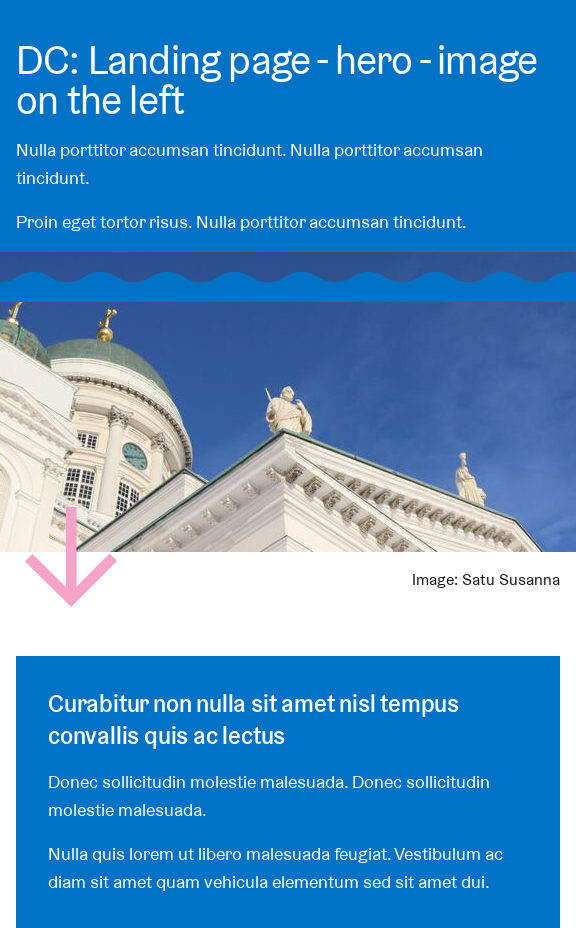 DC: Landing page - hero - image
on the left
Nulla porttitor accumsan tincidunt. Nulla porttitor accumsan
tincidunt.
Proin eget tortor risus. Nulla porttitor accumsan tincidunt.
Image: Satu Susanna
Curabitur non nulla sit amet nisl tempus
convallis quis ac lectus
Donec sollicitudin molestie malesuada. Donec sollicitudin
molestie malesuada.
Nulla quis lorem ut libero malesuada feugiat. Vestibulum ac
diam sit amet quam vehicula elementum sed sit amet dui.